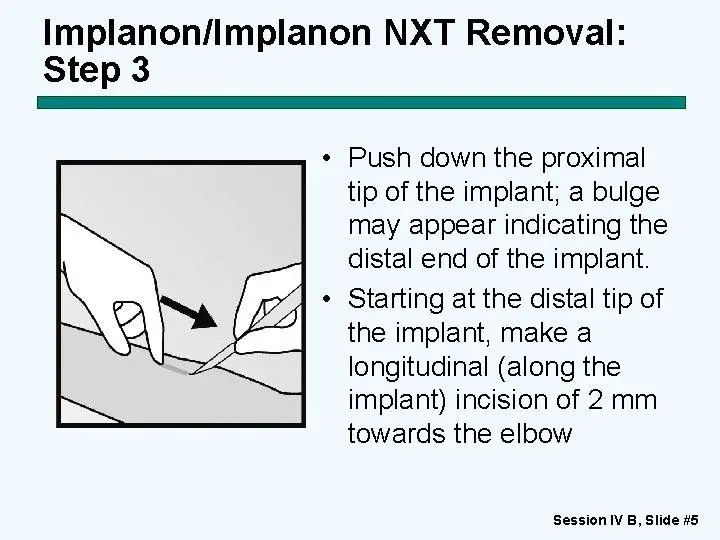 Implanon/Implanon NXT Removal:
Step 3
• Push down the proximal
tip of the implant; a bulge
may appear indicating the
distal end of the implant.
• Starting at the distal tip of
the implant, make a
longitudinal (along the
implant) incision of 2 mm
towards the elbow
Session IV B, Slide #5